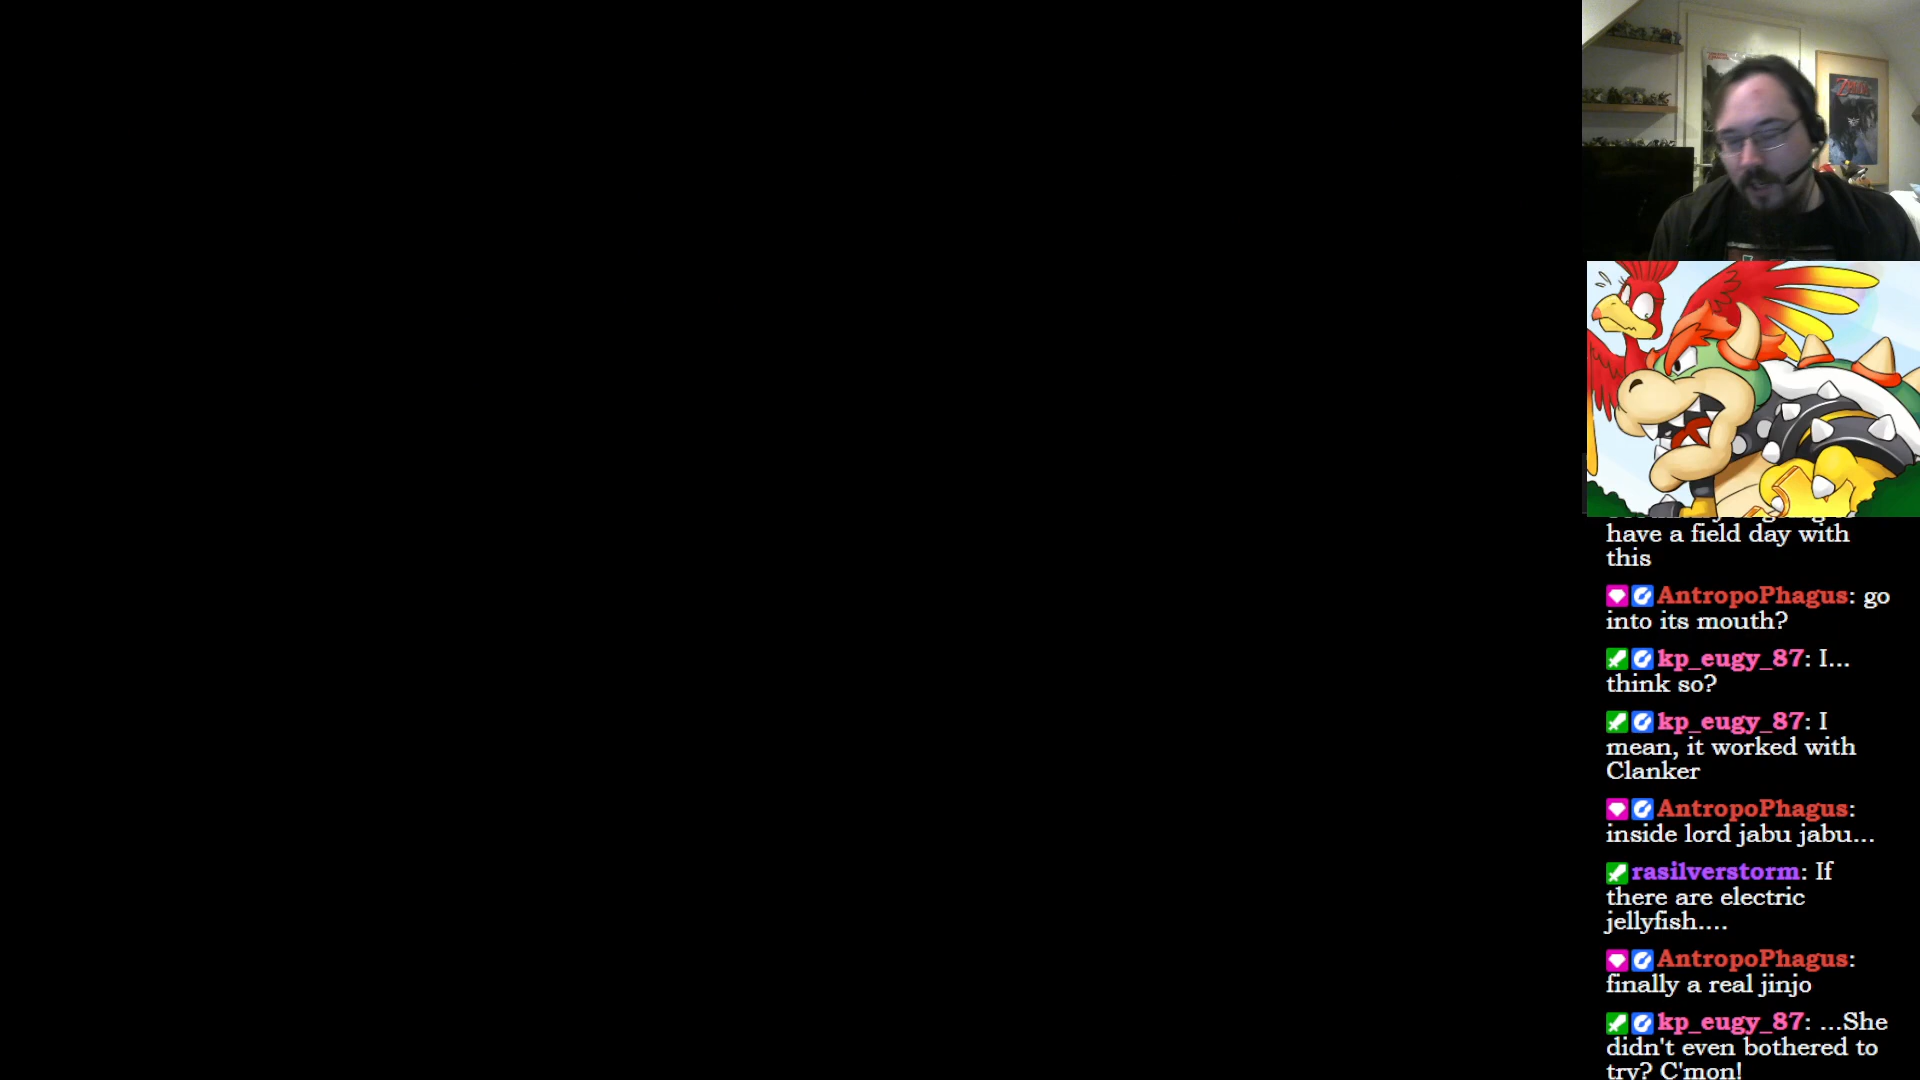 ZELDA
have a field day with
this
AntropoPhagus: go
into its mouth?
kp_eugy_87: I...
think so?
kp_eugy_87: I
mean, it worked with
Clanker
AntropoPhagus:
inside lord jabu jabu...
rasilverstorm: If
there are electric
jellyfish....
AntropoPhagus:
finally a real jinjo
kp_eugy_87: ...She
didn't even bothered to
try? C'mon!